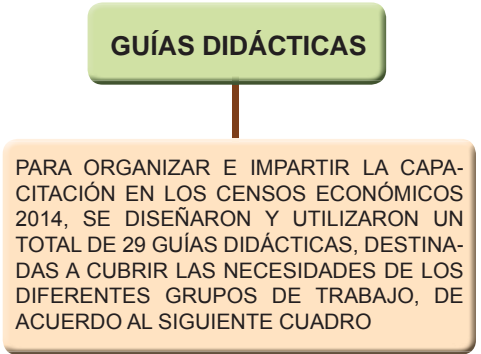 GUÍAS DIDÁCTICAS
PARA ORGANIZAR E IMPARTIR LA CAPA-
CITACIÓN EN LOS CENSOS ECONÓMICOS
2014, SE DISEÑARON Y UTILIZARON UN
TOTAL DE 29 GUÍAS DIDÁCTICAS, DESTINA-
DAS A CUBRIR LAS NECESIDADES DE LOS
DIFERENTES GRUPOS DE TRABAJO, DE
ACUERDO AL SIGUIENTE CUADRO